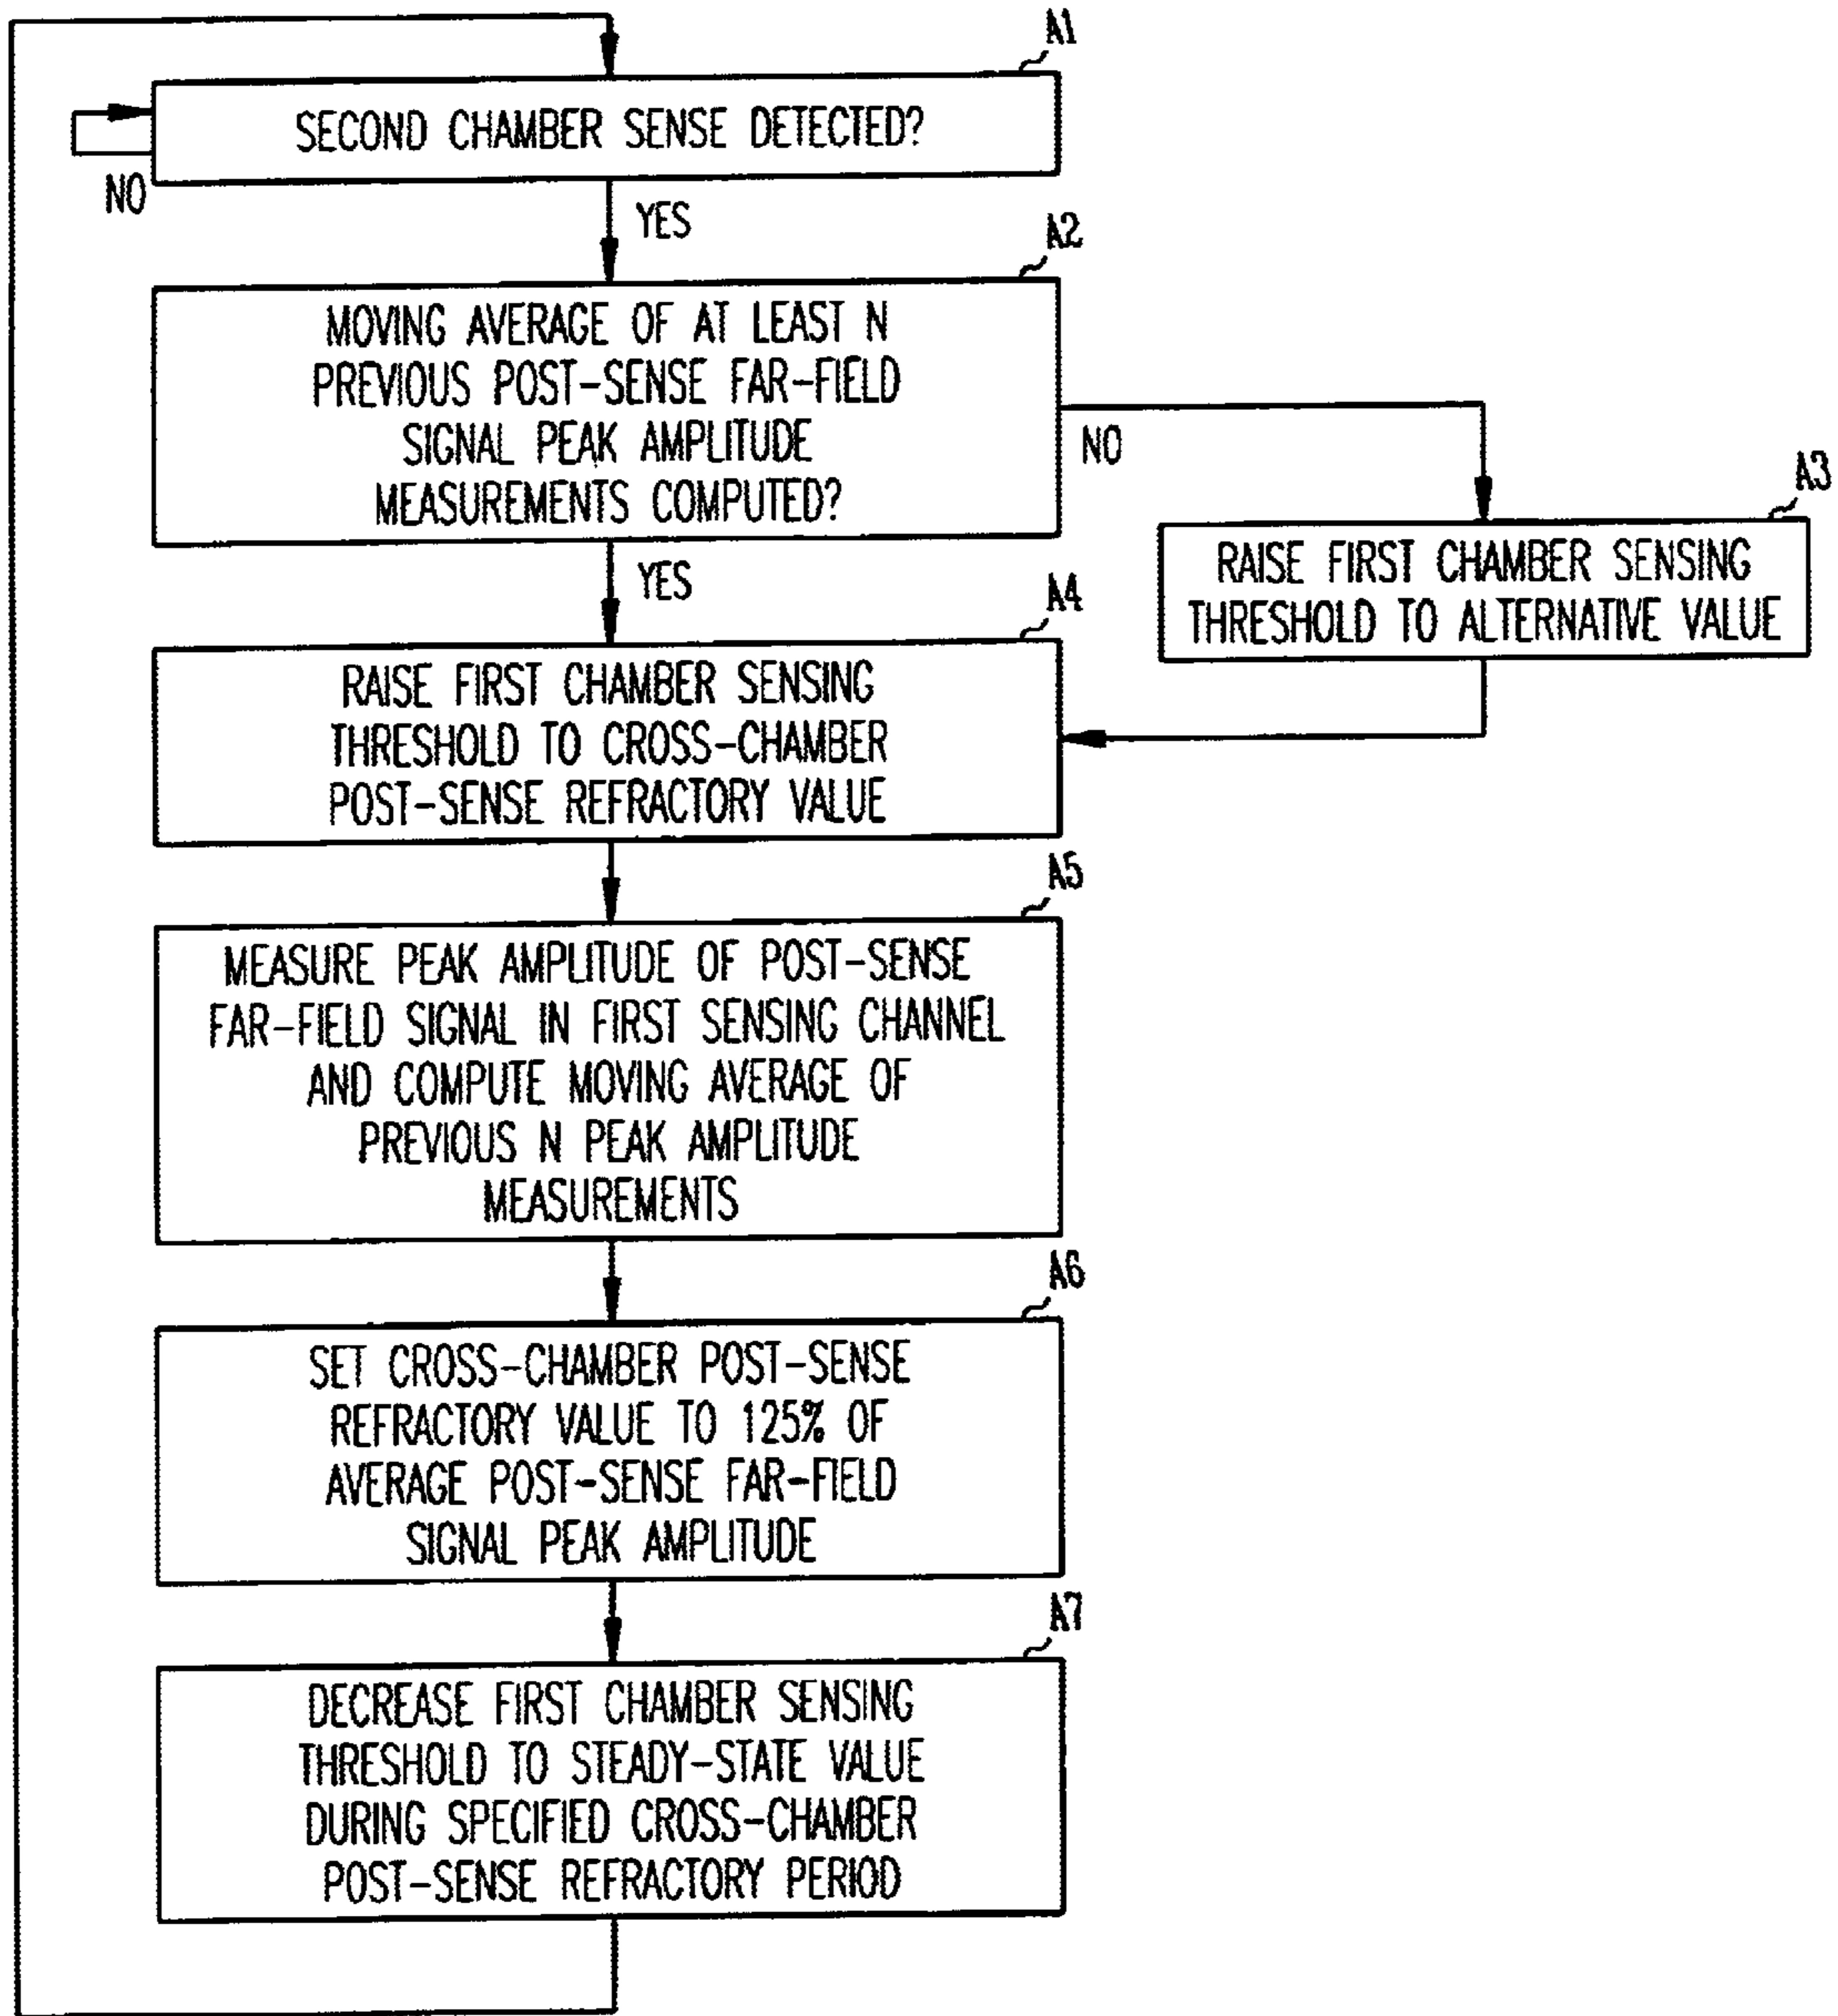 A1
SECOND CHAMBER SENSE DETECTED?
NO
YES
A2
MOVING AVERAGE OF AT LEAST N
PREVIOUS POST-SENSE FAR-FIELD
SIGNAL PEAK AMPLITUDE
MEASUREMENTS COMPUTED?
NO
YES
A3
RAISE FIRST CHAMBER SENSING
THRESHOLD TO ALTERNATIVE VALUE
A4
RAISE FIRST CHAMBER SENSING
THRESHOLD TO CROSS-CHAMBER
POST-SENSE REFRACTORY VALUE
A5
MEASURE PEAK AMPLITUDE OF POST-SENSE
FAR-FIELD SIGNAL IN FIRST SENSING CHANNEL
AND COMPUTE MOVING AVERAGE OF
PREVIOUS N PEAK AMPLITUDE
MEASUREMENTS
A6
SET CROSS-CHAMBER POST-SENSE
REFRACTORY VALUE TO 125% OF
AVERAGE POST-SENSE FAR-FIELD
SIGNAL PEAK AMPLITUDE
A7
DECREASE FIRST CHAMBER SENSING
THRESHOLD TO STEADY-STATE VALUE
DURING SPECIFIED CROSS-CHAMBER
POST-SENSE REFRACTORY PERIOD